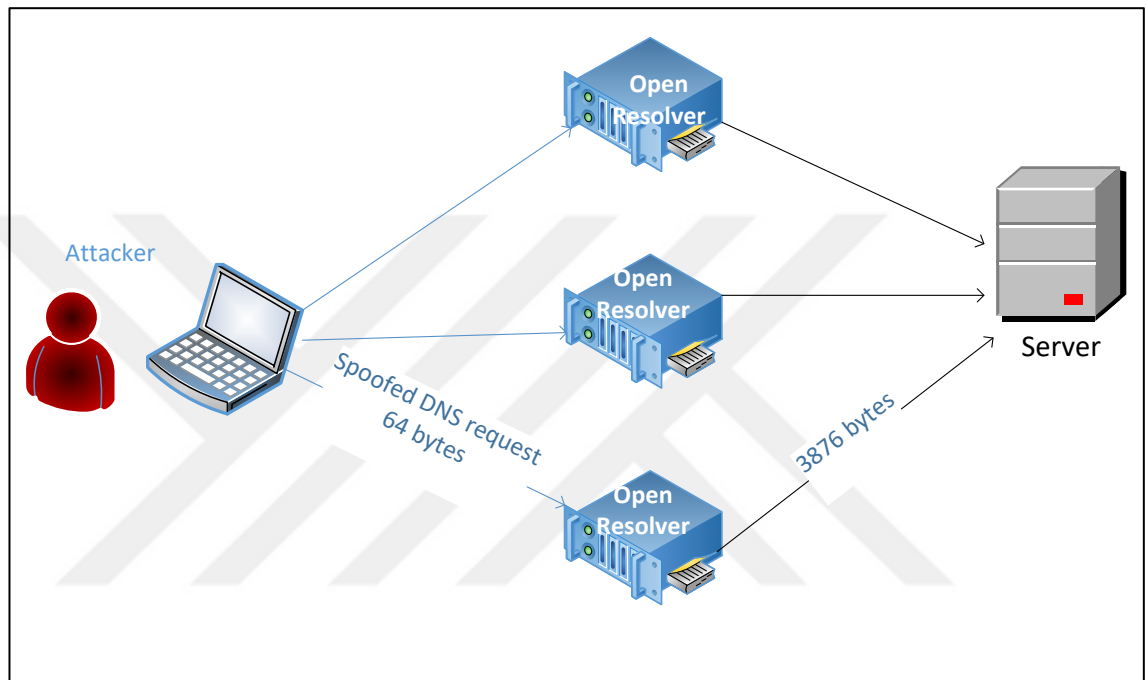 Open
Resolver
Attacker
Open
Resolver
Server
Spoofed DNS request
64 bytes
3876 bytes
Open
Resolver